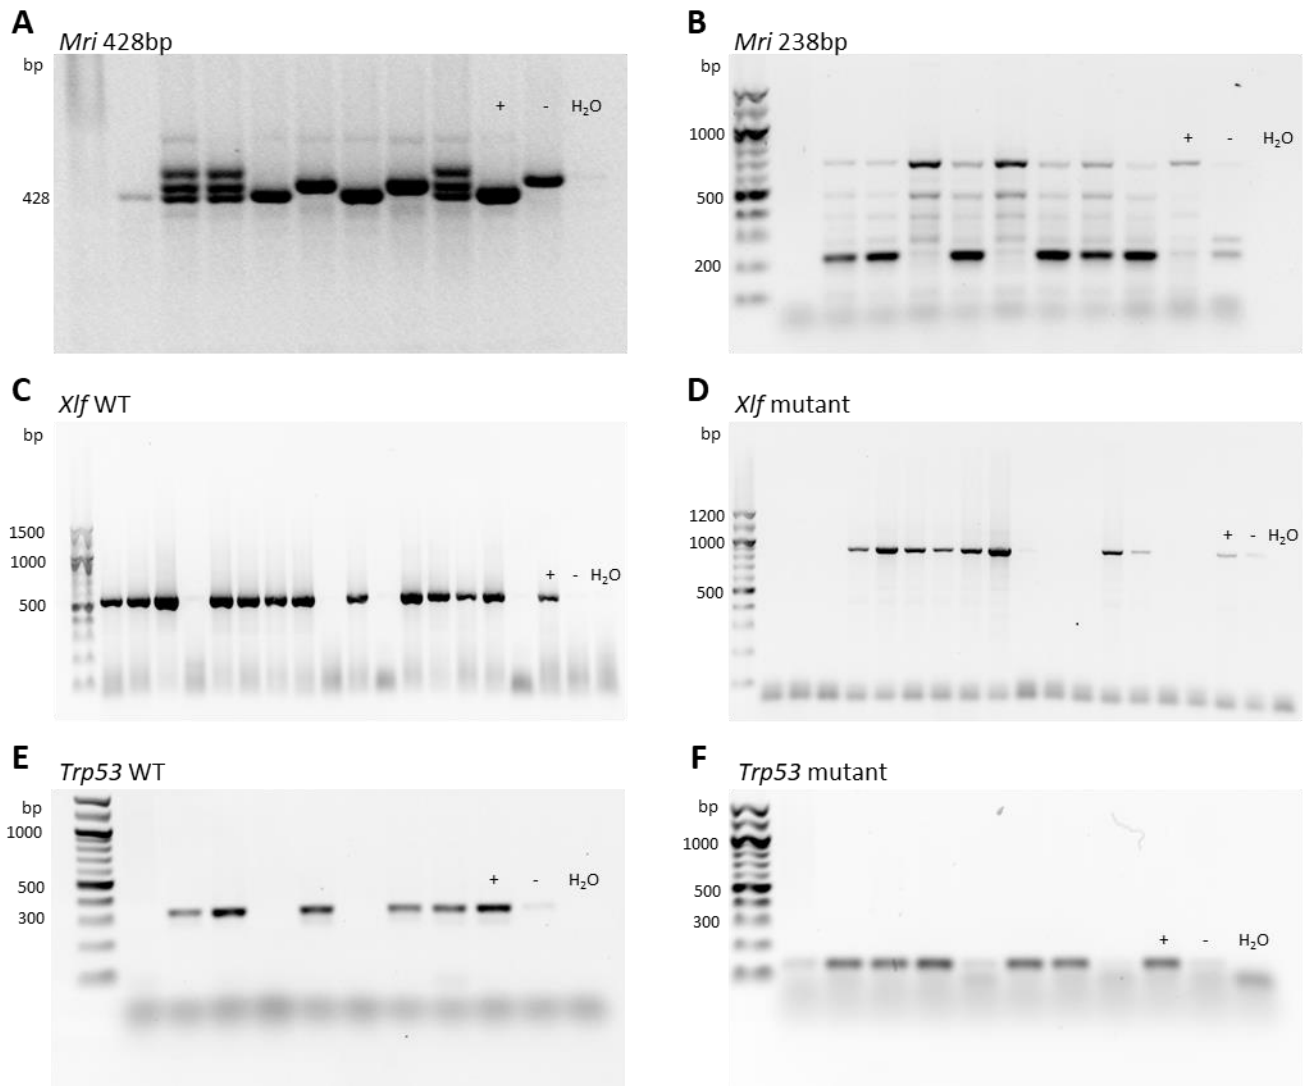 A
Mri 428bp
bp
+ - H₂O
428
B
Mri 238bp
bp
1000
+ - H₂O
500
200
C
Xlf WT
bp
1500
1000
+ - H₂O
500
D
Xlf mutant
bp
1200
1000
+ - H₂O
500
E
Trp53 WT
bp
1000
500
+ - H₂O
300
F
Trp53 mutant
bp
1000
500
300
+ - H₂O